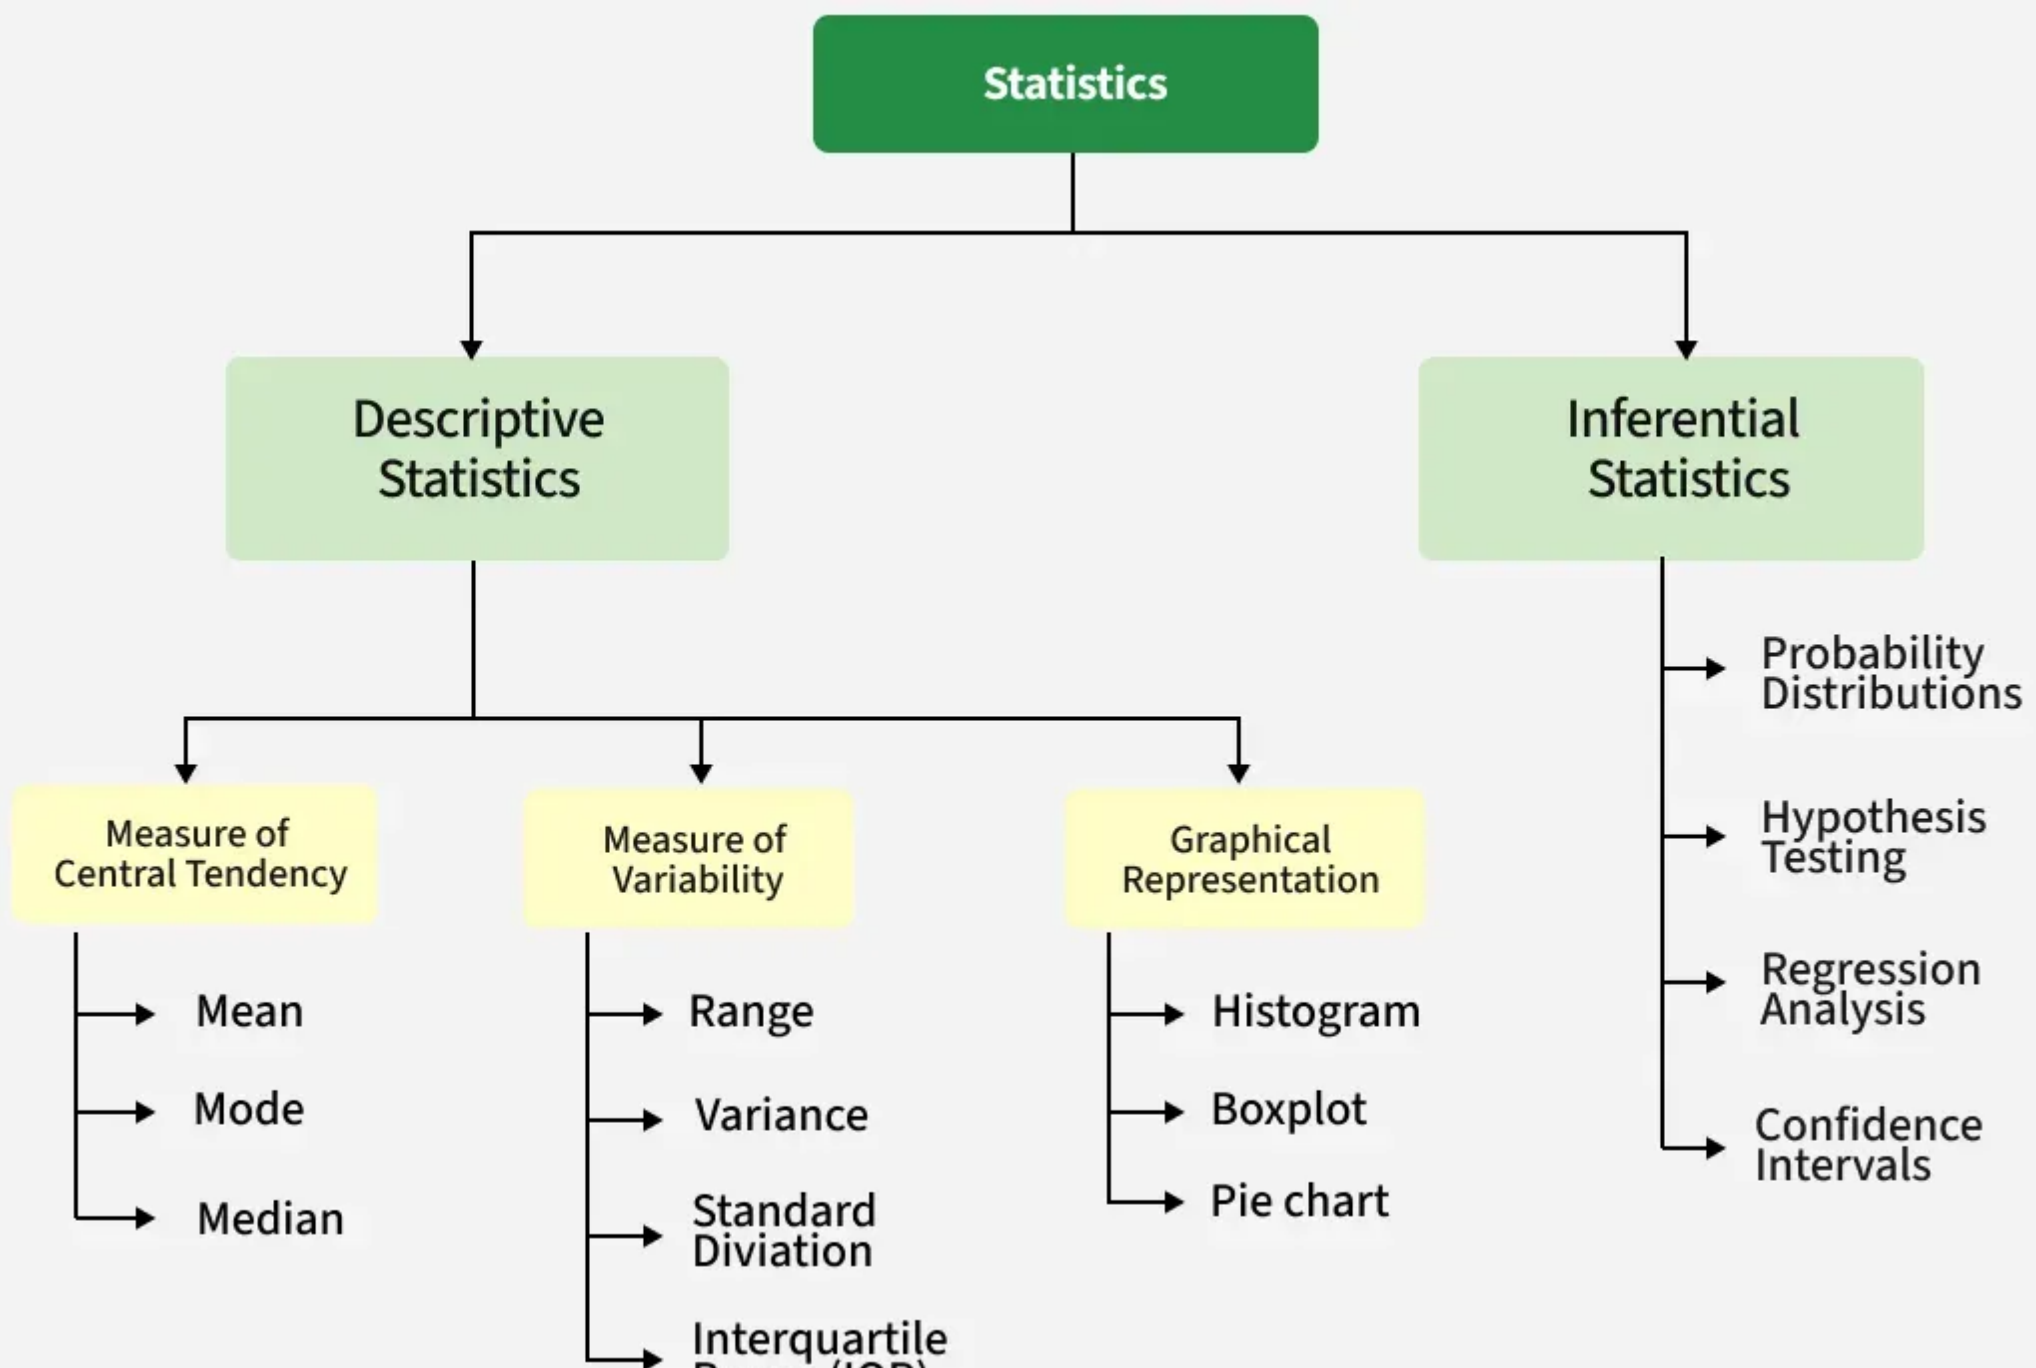 Statistics
Descriptive
Statistics
Inferential
Statistics
Measure of
Central Tendency
Mean
Mode
Median
Measure of
Variability
Range
Variance
Standard
Diviation
Interquartile
Graphical
Representation
Histogram
Boxplot
Pie chart
Probability
Distributions
Hypothesis
Testing
Regression
Analysis
Confidence
Intervals